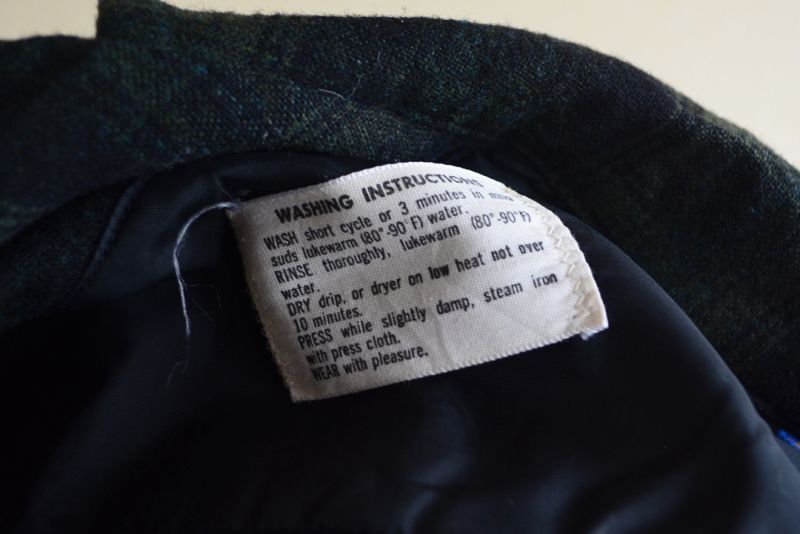 WASHING INSTRUCTIONS
WASH short cycle or 3 minutes in mild
suds lukewarm (80°-90°F) water.
RINSE thoroughly, lukewarm (80°-90°F)
water.
DRY drip, or dryer on low heat not over
10 minutes.
PRESS while slightly damp, steam iron
with press cloth.
WEAR with pleasure.